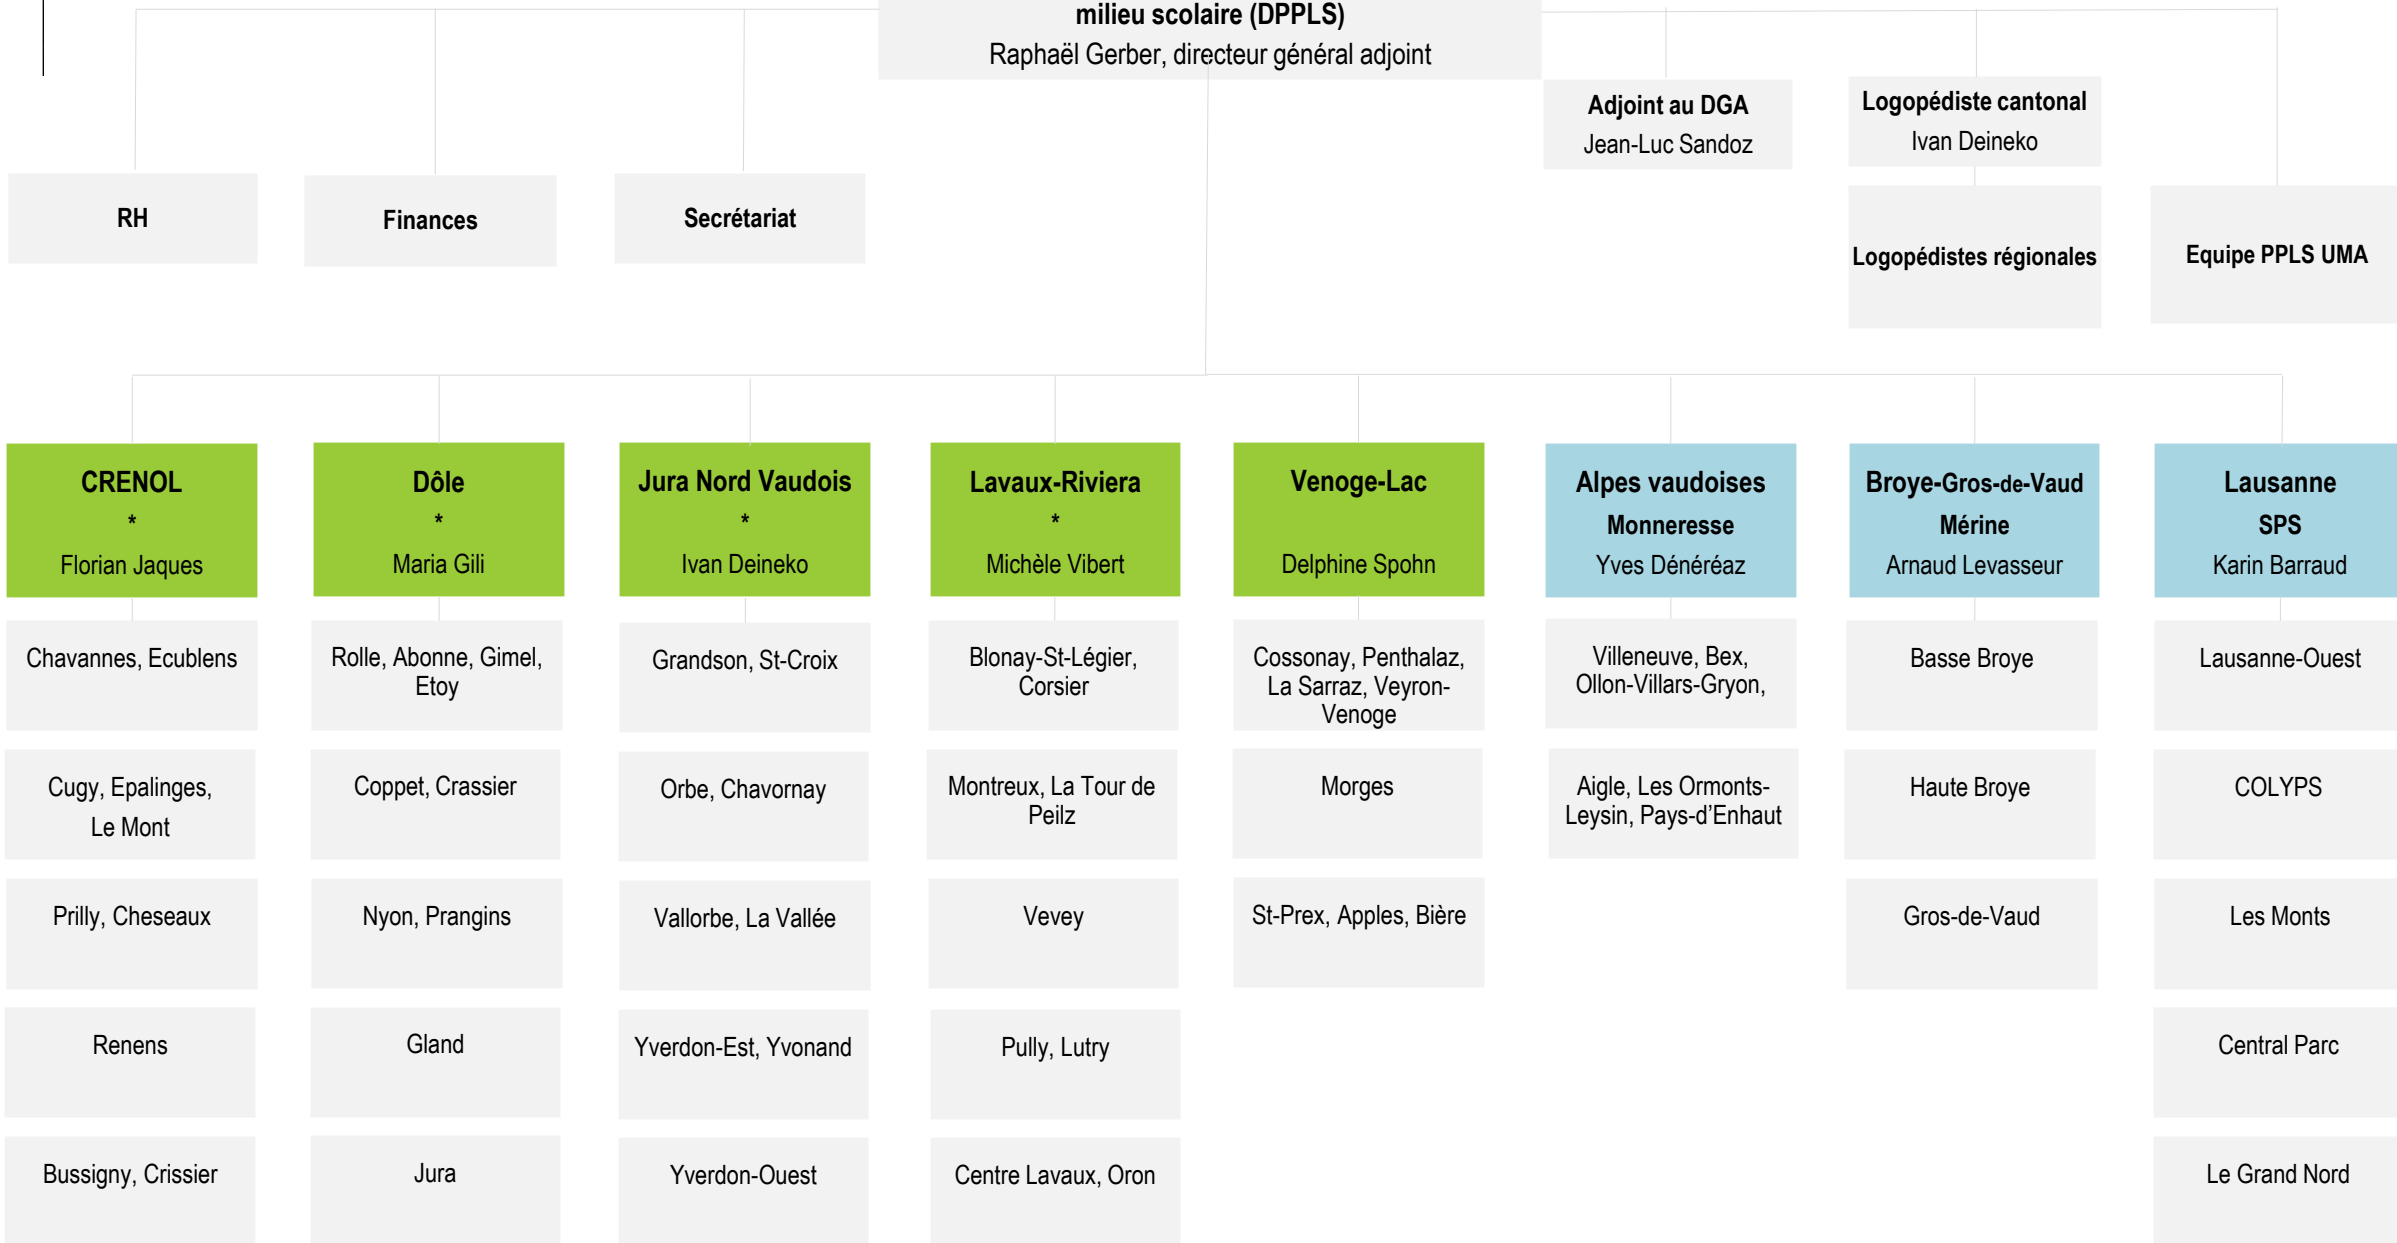 milieu scolaire (DPPLS)
Raphaël Gerber, directeur général adjoint
Adjoint au DGA
Jean-Luc Sandoz
Logopédiste cantonal
Ivan Deineko
RH
Finances
Secrétariat
Logopédistes régionales
Equipe PPLS UMA
CRENOL
*
Florian Jaques
Dôle
*
Maria Gili
Jura Nord Vaudois
*
Ivan Deineko
Lavaux-Riviera
*
Michèle Vibert
Venoge-Lac
Delphine Spohn
Alpes vaudoises
Monneresse
Yves Dénéréaz
Broye-Gros-de-Vaud
Mérine
Arnaud Levasseur
Lausanne
SPS
Karin Barraud
Chavannes, Ecublens
Rolle, Abonne, Gimel,
Etoy
Grandson, St-Croix
Blonay-St-Légier,
Corsier
Cossonay, Penthalaz,
La Sarraz, Veyron-
Venoge
Villeneuve, Bex,
Ollon-Villars-Gryon,
Basse Broye
Lausanne-Ouest
Cugy, Epalinges,
Le Mont
Coppet, Crassier
Orbe, Chavornay
Montreux, La Tour de
Peilz
Morges
Aigle, Les Ormonts-
Leysin, Pays-d’Enhaut
Haute Broye
COLYPS
Prilly, Cheseaux
Nyon, Prangins
Vallorbe, La Vallée
Vevey
St-Prex, Apples, Bière
Gros-de-Vaud
Les Monts
Renens
Gland
Yverdon-Est, Yvonand
Pully, Lutry
Central Parc
Bussigny, Crissier
Jura
Yverdon-Ouest
Centre Lavaux, Oron
Le Grand Nord